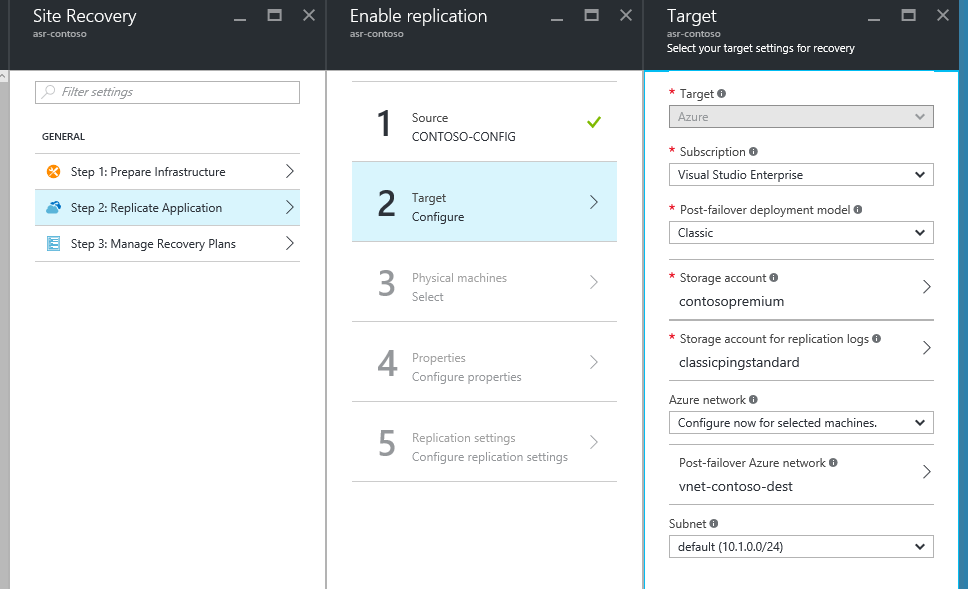 Site Recovery
asr-contoso
Filter settings
GENERAL
Step 1: Prepare Infrastructure
Step 2: Replicate Application
Step 3: Manage Recovery Plans
Enable replication
asr-contoso
1
Source
CONTOSO-CONFIG
2
Target
Configure
3
Physical machines
Select
4
Properties
Configure properties
5
Replication settings
Configure replication settings
Target
asr-contoso
Select your target settings for recovery
* Target
Azure
* Subscription
Visual Studio Enterprise
* Post-failover deployment model
Classic
* Storage account
contosopremium
* Storage account for replication logs
classicpingstandard
Azure network
Configure now for selected machines.
Post-failover Azure network
vnet-contoso-dest
Subnet
default (10.1.0.0/24)